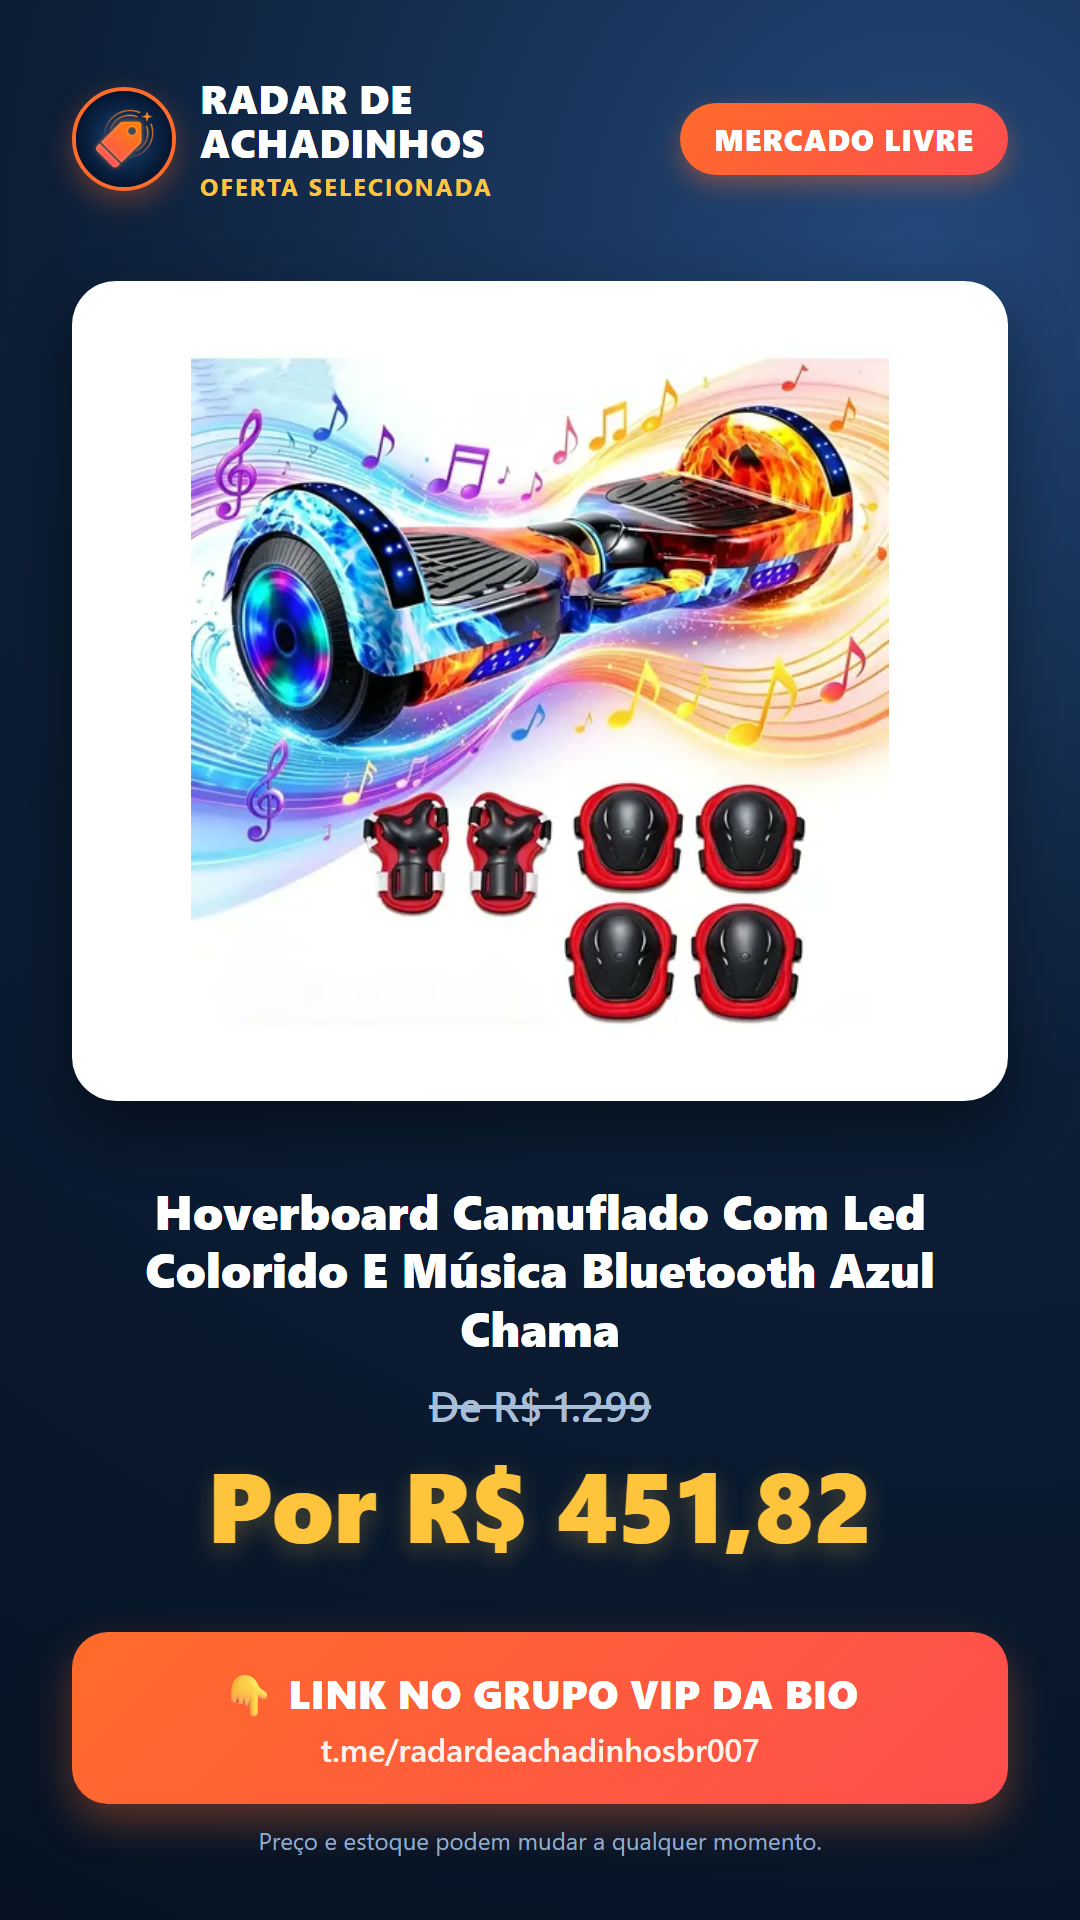 RADAR DE
ACHADINHOS
OFERTA SELECIONADA
MERCADO LIVRE
Hoverboard Camuflado Com Led
Colorido E Música Bluetooth Azul
Chama
De R$ 1.299
Por R$ 451,82
👇 LINK NO GRUPO VIP DA BIO
t.me/radardeachadinhosbr007
Preço e estoque podem mudar a qualquer momento.